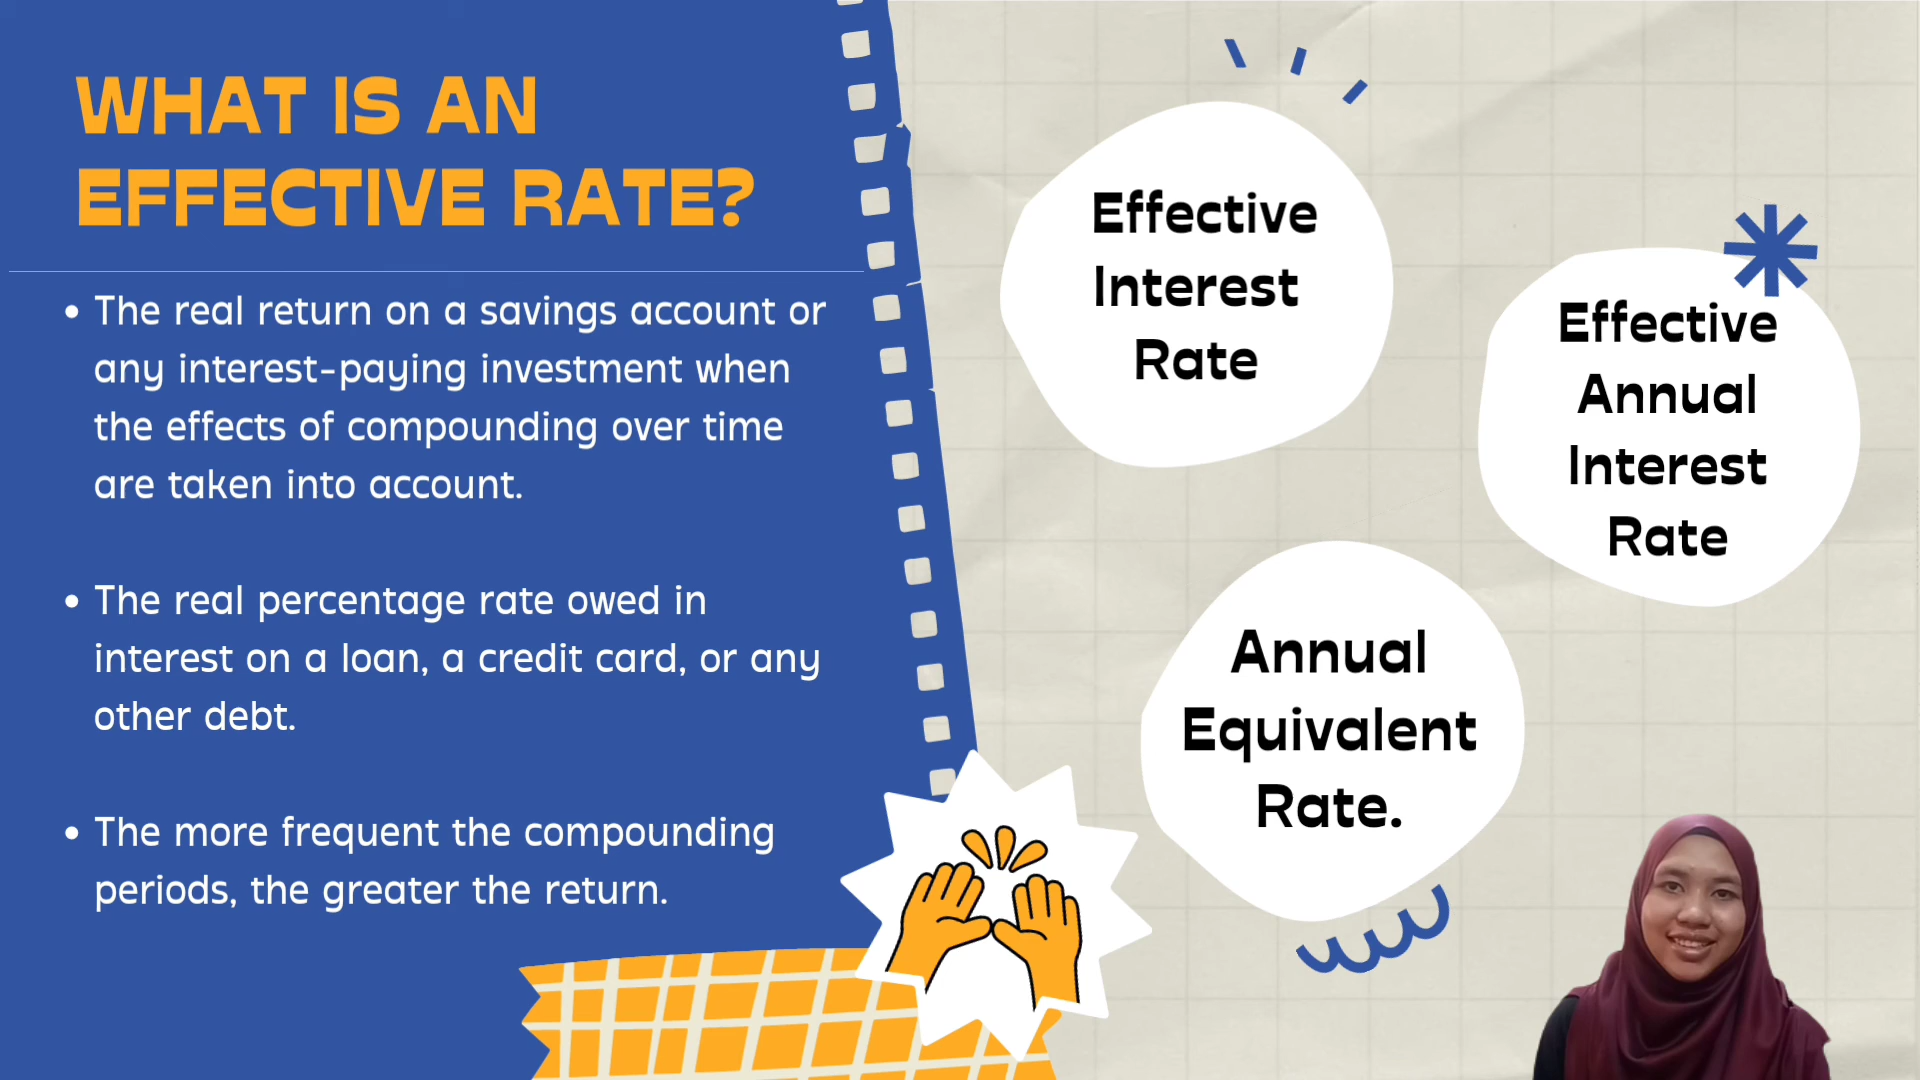 WHAT IS AN
EFFECTIVE RATE?
• The real return on a savings account or
any interest-paying investment when
the effects of compounding over time
are taken into account.
• The real percentage rate owed in
interest on a loan, a credit card, or any
other debt.
• The more frequent the compounding
periods, the greater the return.
Effective
Interest
Rate
Effective
Annual
Interest
Rate
Annual
Equivalent
Rate.